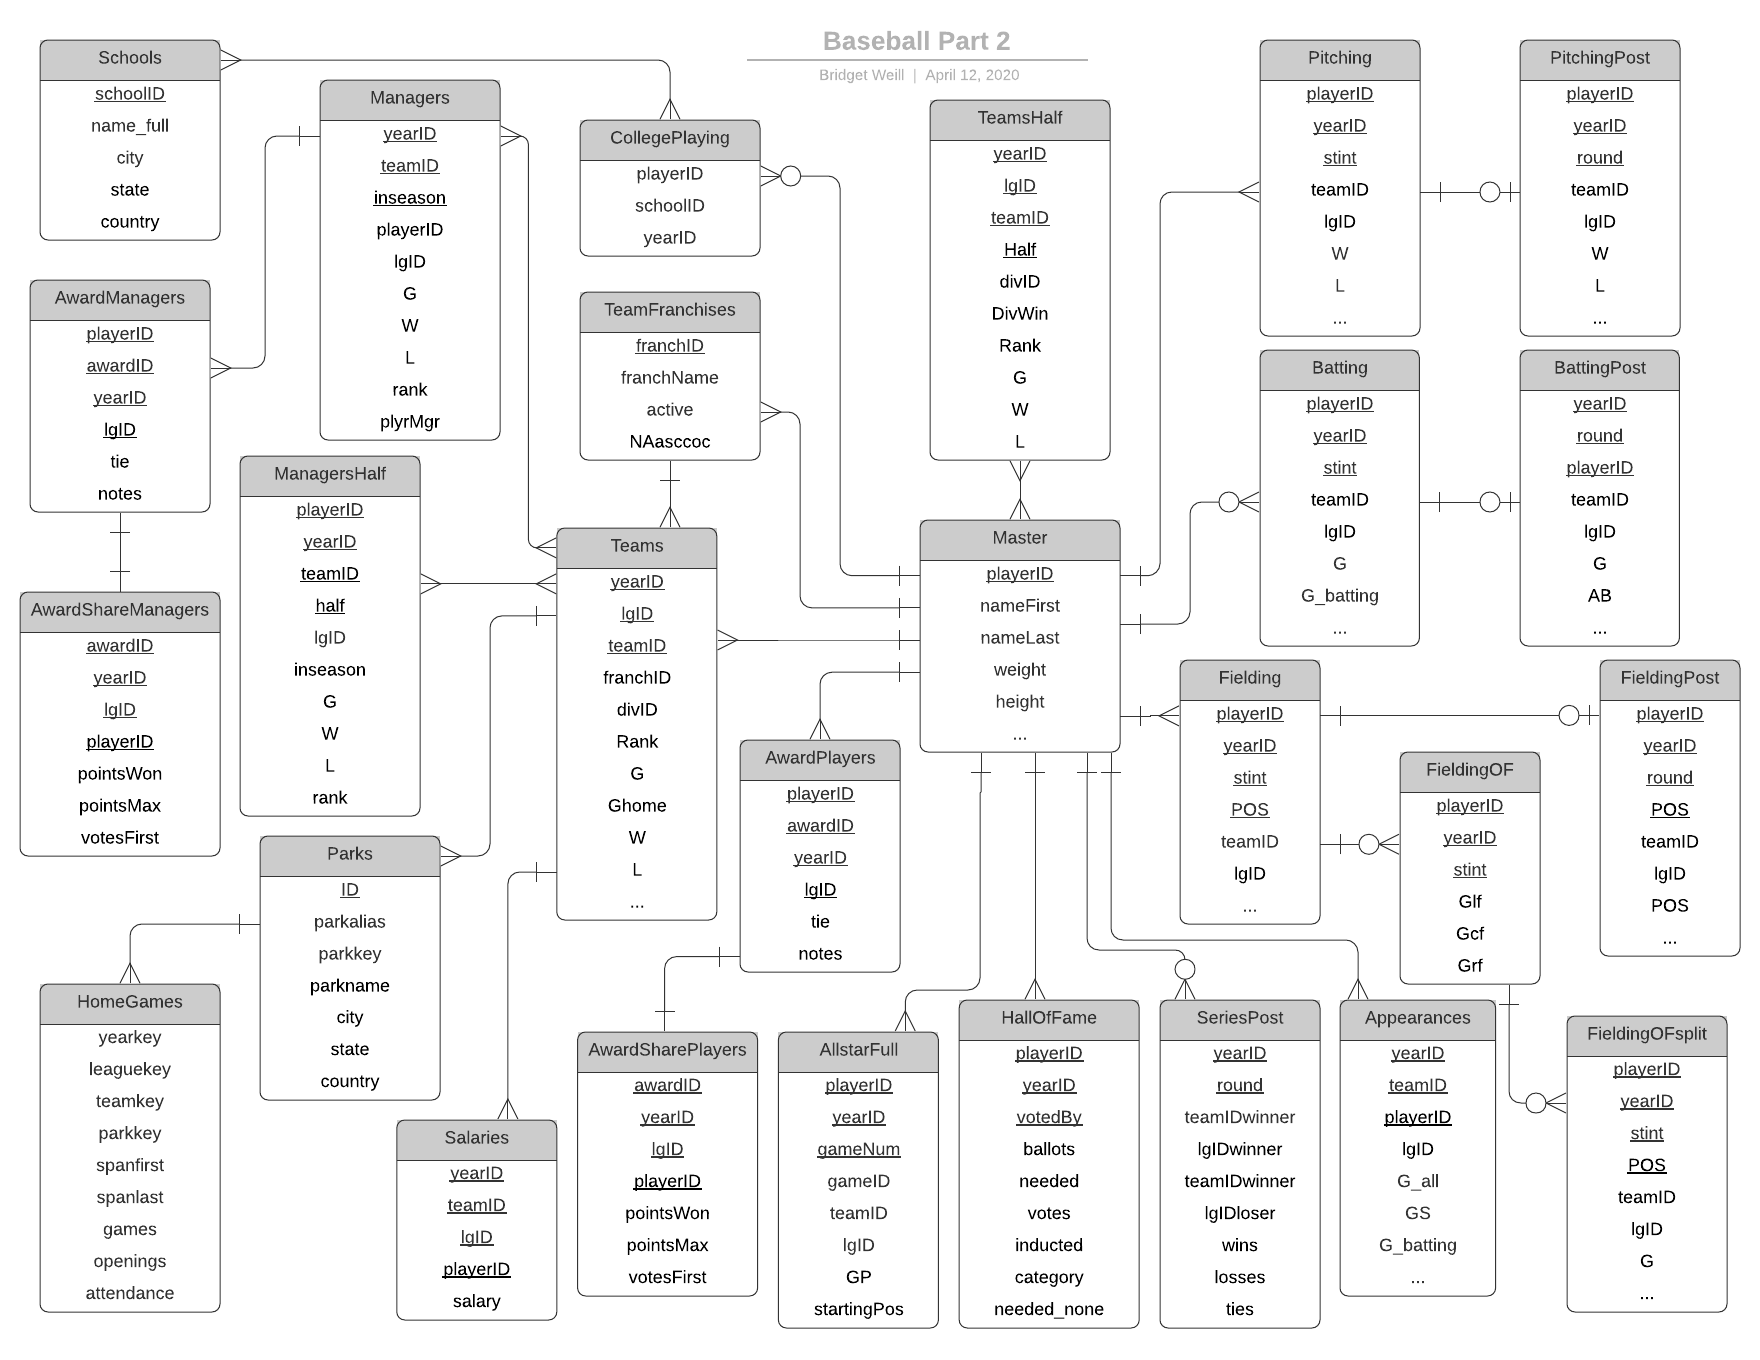 Baseball Part 2
Bridget Weill | April 12, 2020
Schools
schoolID
name_full
city
state
country
Managers
yearID
teamID
inseason
playerID
lgID
G
W
L
rank
plyrMgr
CollegePlaying
playerID
schoolID
yearID
TeamsHalf
yearID
lgID
teamID
Half
divID
DivWin
Rank
G
W
L
Pitching
playerID
yearID
stint
teamID
lgID
W
L
...
PitchingPost
playerID
yearID
round
teamID
lgID
W
L
...
AwardManagers
playerID
awardID
yearID
lgID
tie
notes
TeamFranchises
franchID
franchName
active
NAasccoc
Batting
playerID
yearID
stint
teamID
lgID
G
G_batting
...
BattingPost
yearID
round
playerID
teamID
lgID
G
AB
...
ManagersHalf
playerID
yearID
teamID
half
lgID
inseason
G
W
L
rank
Teams
yearID
lgID
teamID
franchID
divID
Rank
G
Ghome
W
L
...
Master
playerID
nameFirst
nameLast
weight
height
...
AwardShareManagers
awardID
yearID
lgID
playerID
pointsWon
pointsMax
votesFirst
Fielding
playerID
yearID
stint
POS
teamID
lgID
...
FieldingPost
playerID
yearID
round
POS
teamID
lgID
POS
...
AwardPlayers
playerID
awardID
yearID
lgID
tie
notes
FieldingOF
playerID
yearID
stint
Glf
Gcf
Grf
Parks
ID
parkalias
parkkey
parkname
city
state
country
HomeGames
yearkey
leaguekey
teamkey
parkkey
spanfirst
spanlast
games
openings
attendance
Salaries
yearID
teamID
lgID
playerID
salary
AwardSharePlayers
awardID
yearID
lgID
playerID
pointsWon
pointsMax
votesFirst
AllstarFull
playerID
yearID
gameNum
gameID
teamID
lgID
GP
startingPos
HallOfFame
playerID
yearID
votedBy
ballots
needed
votes
inducted
category
needed_none
SeriesPost
yearID
round
teamIDwinner
lgIDwinner
teamIDwinner
lgIDloser
wins
losses
ties
Appearances
yearID
teamID
playerID
lgID
G_all
GS
G_batting
...
FieldingOFsplit
playerID
yearID
stint
POS
teamID
lgID
G
...